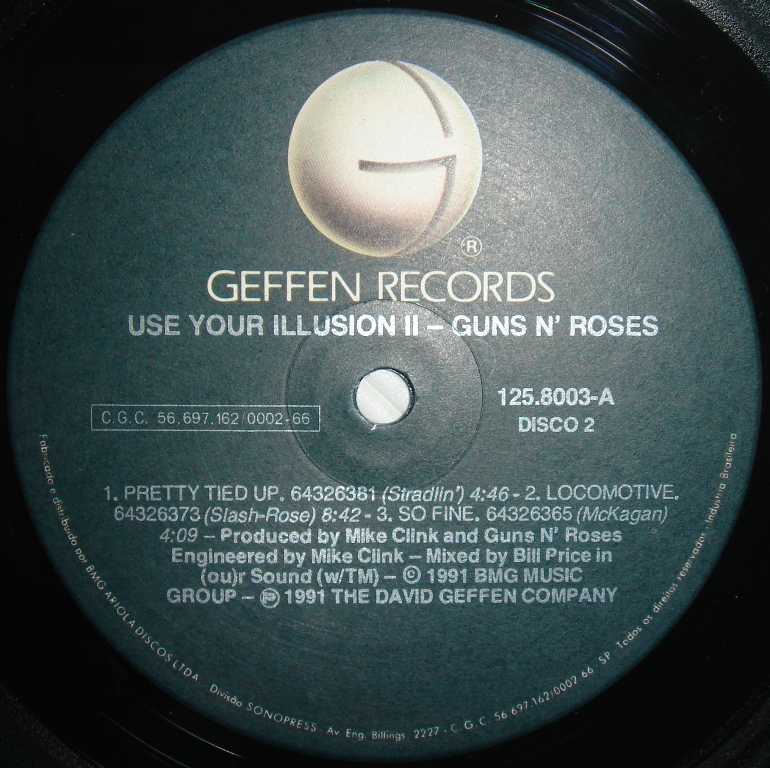 ®
GEFFEN RECORDS
USE YOUR ILLUSION II – GUNS N' ROSES
125.8003-A
C.G.C. 56.697.162/0002-66
DISCO 2
1. PRETTY TIED UP. 64326381 (Stradlin') 4:46 - 2. LOCOMOTIVE.
64326373 (Slash-Rose) 8:42 - 3. SO FINE. 64326365 (McKagan)
4:09 – Produced by Mike Clink and Guns N' Roses
Engineered by Mike Clink – Mixed by Bill Price in
(ou)r Sound (w/TM) – © 1991 BMG MUSIC
GROUP – ℗ 1991 THE DAVID GEFFEN COMPANY
Fabricado e distribuido por BMG ARIOLA DISCOS LTDA. Divisão SONOPRESS Av. Eng. Billings 2227 - C.G.C. 56 697.162/0002 66 SP Todos os direitos reservados. Industria Brasileira